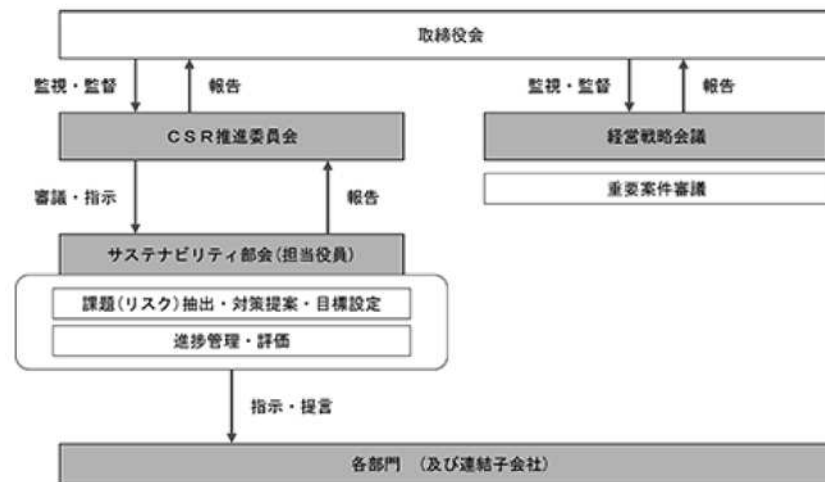 取締役会
監視・監督
報告
監視・監督
報告
CSR推進委員会
経営戦略会議
重要案件審議
審議・指示
報告
サステナビリティ部会(担当役員)
課題(リスク)抽出・対策提案・目標設定
進捗管理・評価
指示・提言
各部門 (及び連結子会社)